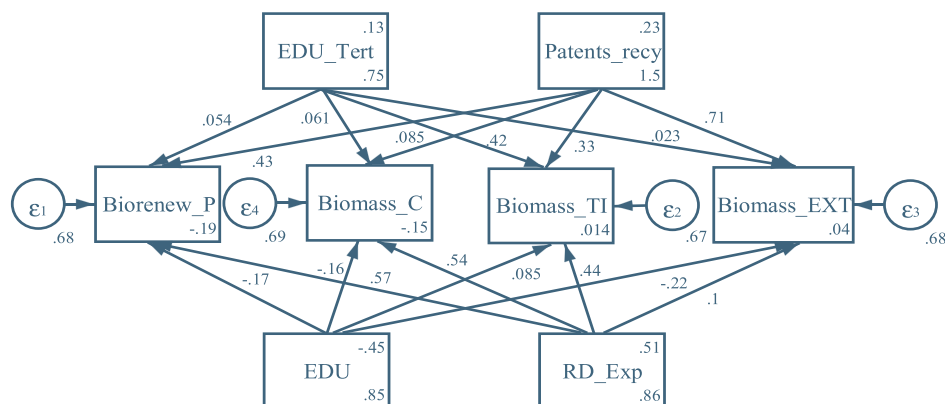 .13
EDU_Tert
.75
.23
Patents_recy
1.5
.054
.061
.085
.42
.33
.023
.71
.43
ε1
.68
Biorenew_P
-.19
ε4
.69
Biomass_C
-.15
Biomass_TI
.014
ε2
.67
Biomass_EXT
.04
ε3
.68
-.17
-.16
.57
.54
.085
.44
-.22
.1
-.45
EDU
.85
.51
RD_Exp
.86